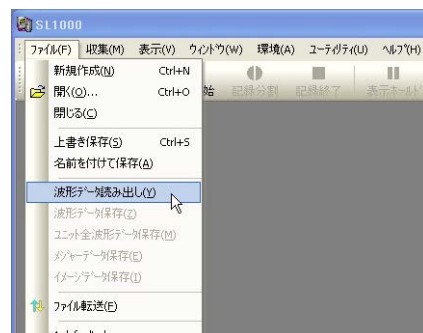 SL1000
ファイル(F) 収集(M) 表示(V) ウィンドウ(W) 環境(A) ユーティリティ(U) ヘルプ(H)
新規作成(N) Ctrl+N
開く(O)... Ctrl+O
始 記録分割 記録終了 表示ホールド
閉じる(C)
上書き保存(S) Ctrl+S
名前を付けて保存(A)
波形データ読み出し(Y)
波形データ保存(Z)
ユニット全波形データ保存(M)
メジャーデータ保存(E)
イメージデータ保存(I)
ファイル転送(F)